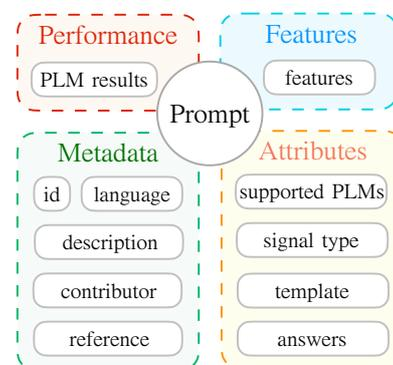 Performance
PLM results
Features
features
Prompt
Metadata
id
language
description
contributor
reference
Attributes
supported PLMs
signal type
template
answers